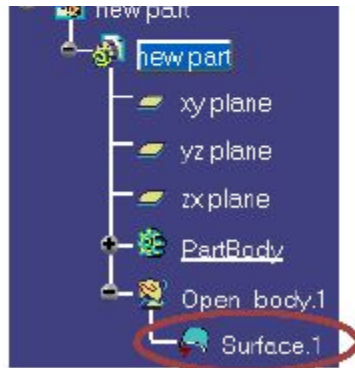 new part
new part
xy plane
yz plane
zx plane
PartBody
Open_body.1
Surface.1